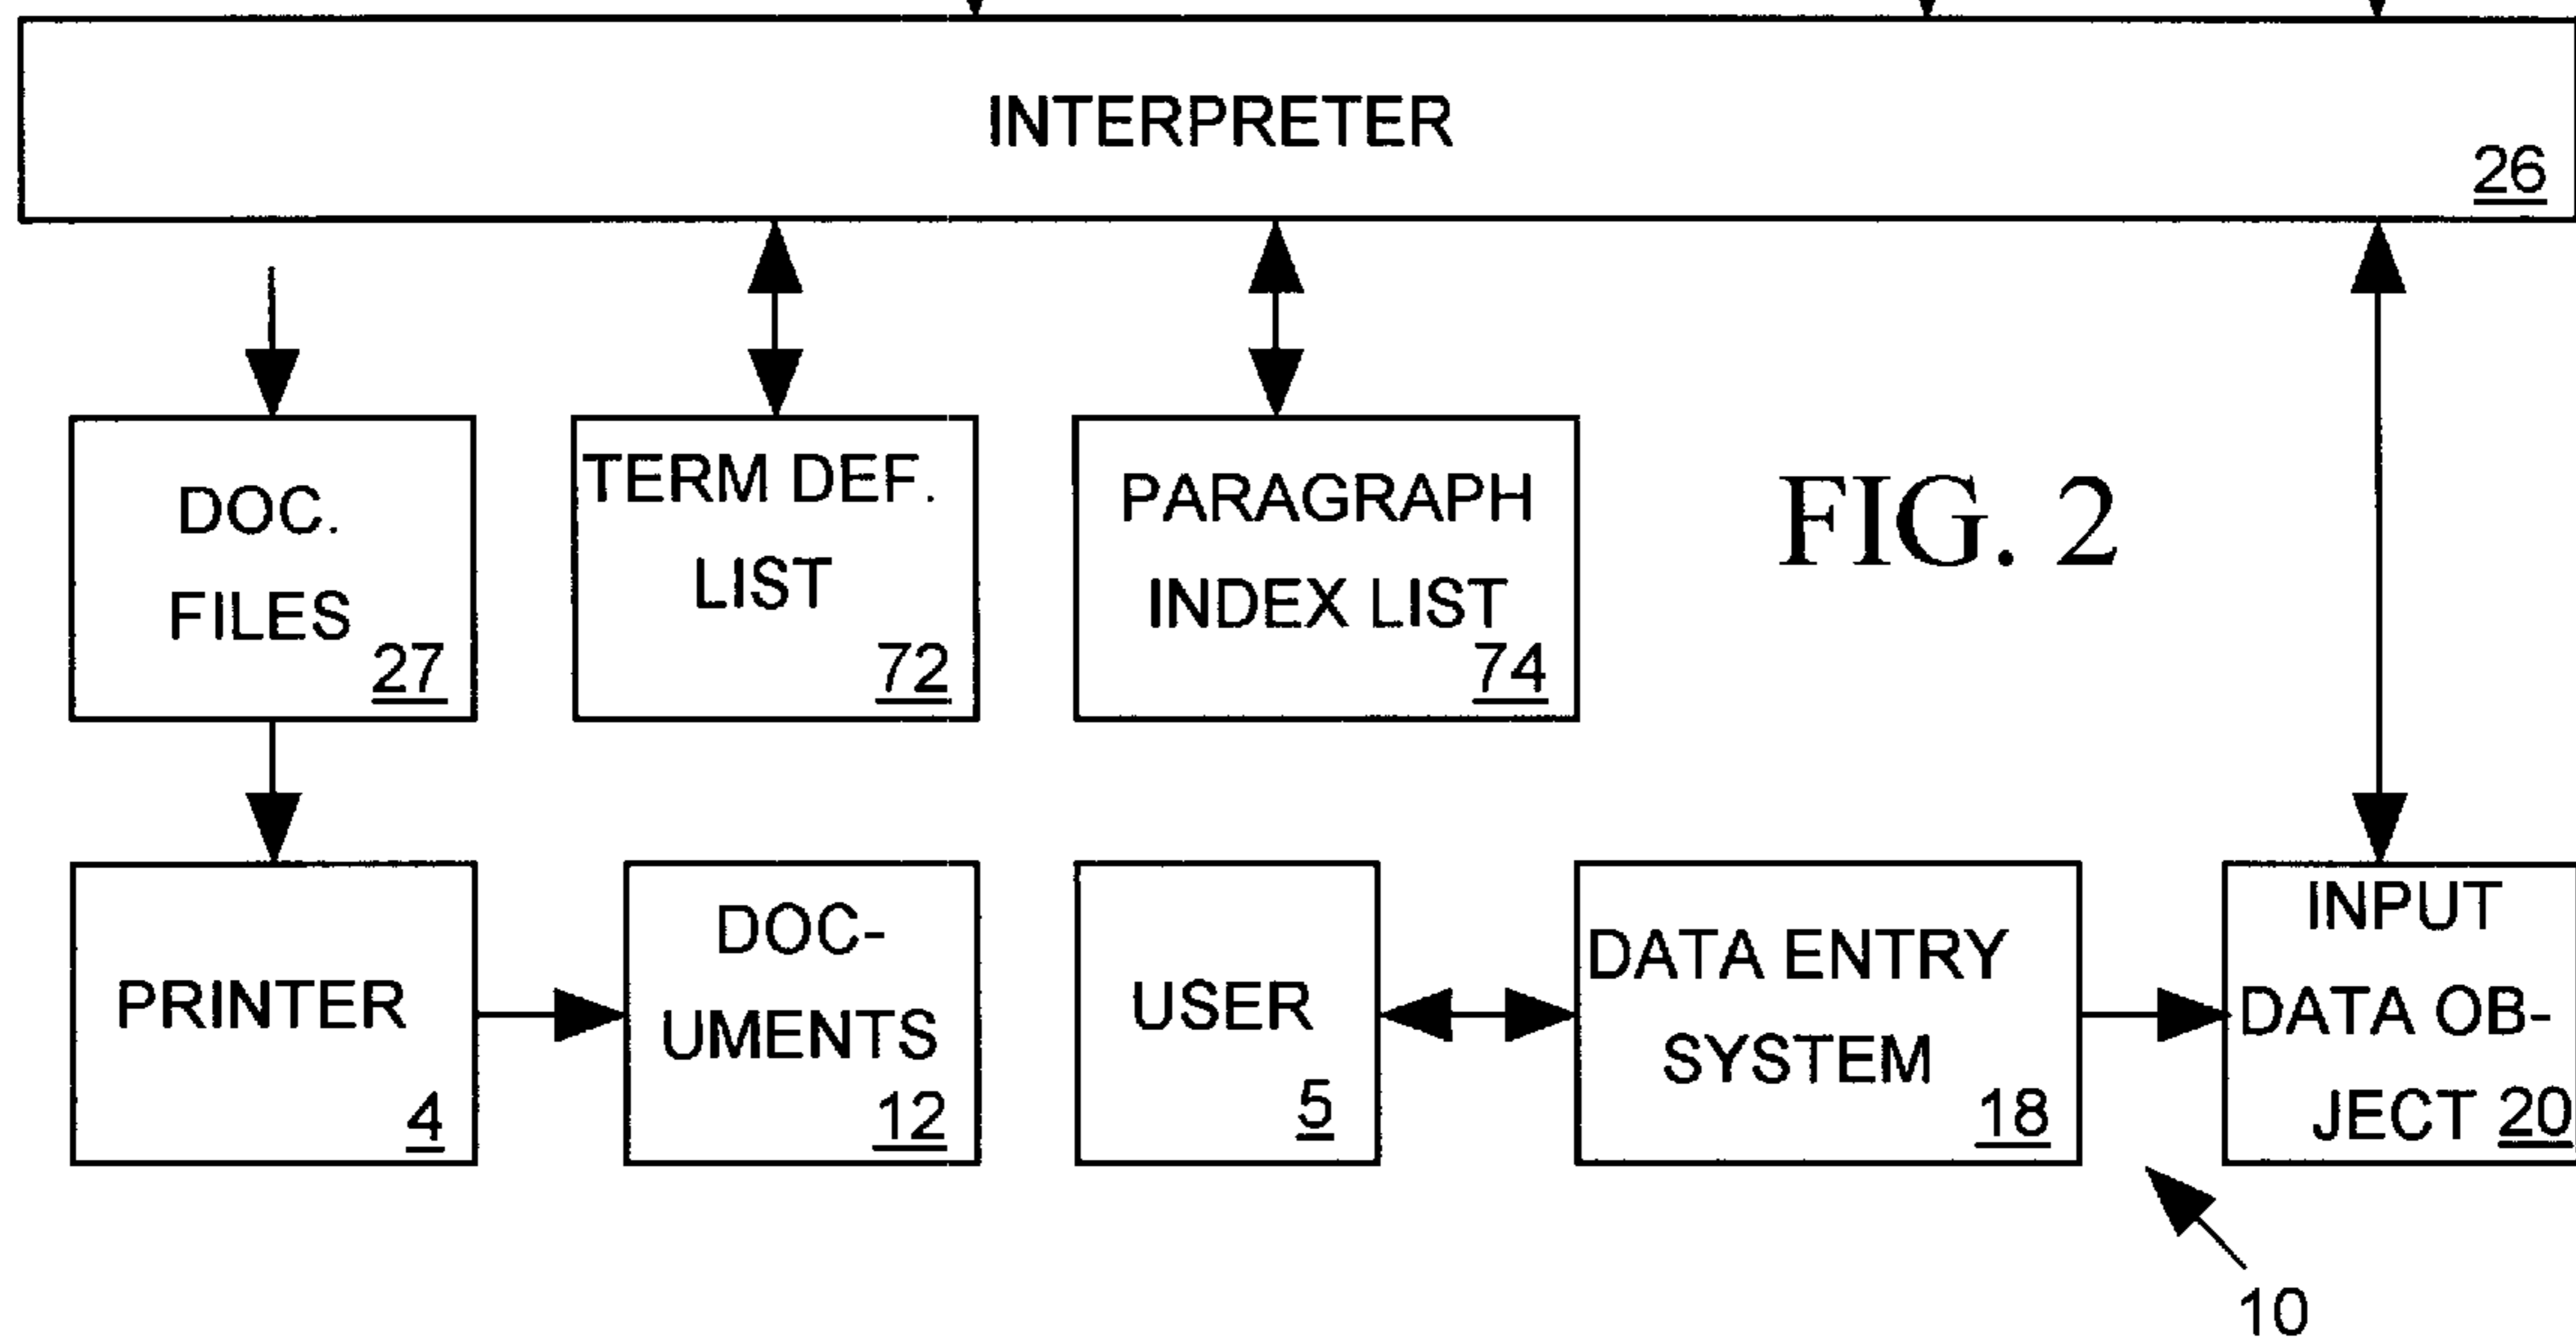 INTERPRETER
26
DOC.
FILES
27
TERM DEF.
LIST
72
PARAGRAPH
INDEX LIST
74
FIG. 2
PRINTER
4
DOC-
UMENTS
12
USER
5
DATA ENTRY
SYSTEM
18
INPUT
DATA OB-
JECT 20
10